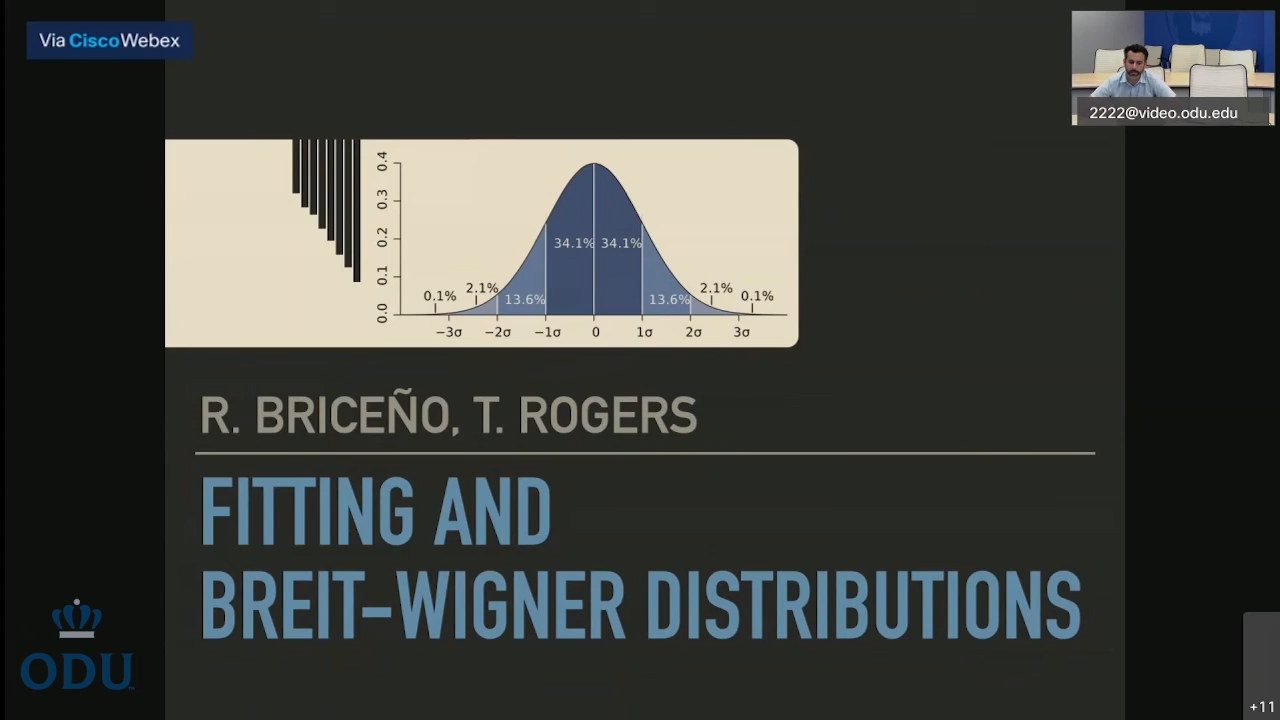 Via CiscoWebex
2222@video.odu.edu
0.4
0.3
0.2
0.1
0.0
34.1% 34.1%
0.1% 2.1% 13.6% 13.6% 2.1% 0.1%
−3σ −2σ −1σ 0 1σ 2σ 3σ
R. BRICEÑO, T. ROGERS
FITTING AND
BREIT-WIGNER DISTRIBUTIONS
ODU
+11